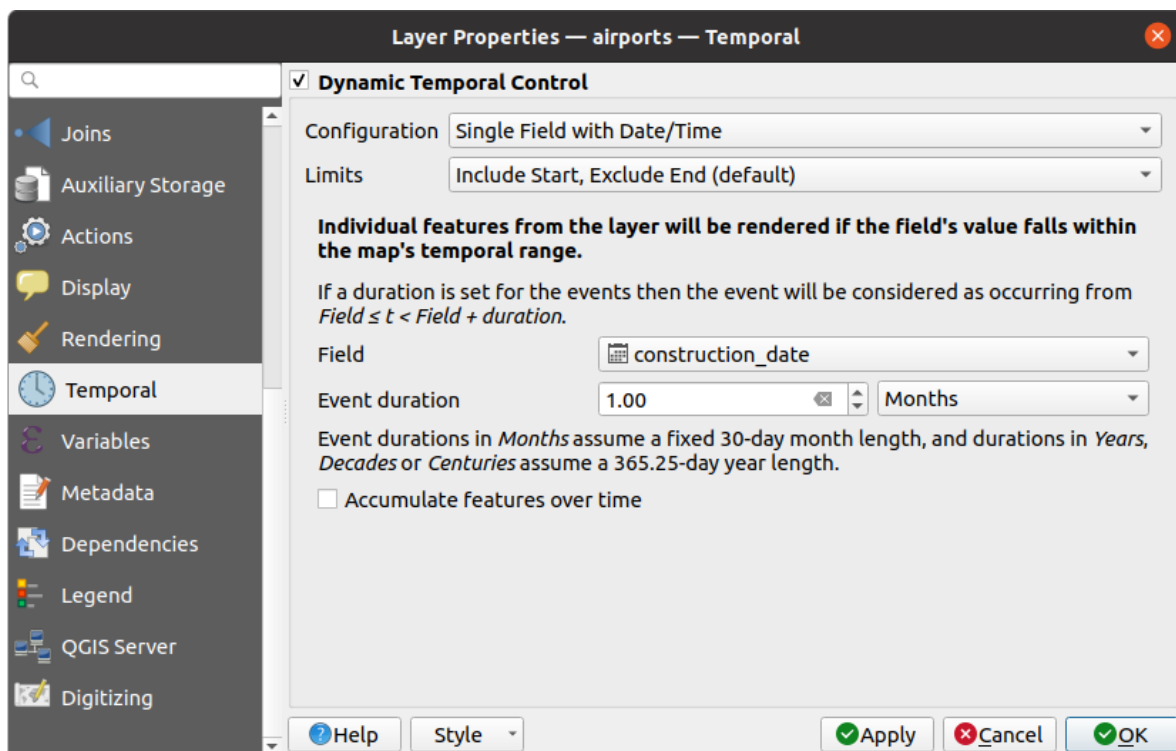 Layer Properties — airports — Temporal
Joins
Auxiliary Storage
Actions
Display
Rendering
Temporal
Variables
Metadata
Dependencies
Legend
QGIS Server
Digitizing
Dynamic Temporal Control
Configuration Single Field with Date/Time
Limits Include Start, Exclude End (default)
Individual features from the layer will be rendered if the field's value falls within
the map's temporal range.
If a duration is set for the events then the event will be considered as occurring from
Field ≤ t < Field + duration.
Field construction_date
Event duration 1.00 Months
Event durations in Months assume a fixed 30-day month length, and durations in Years,
Decades or Centuries assume a 365.25-day year length.
Accumulate features over time
Help Style Apply Cancel OK